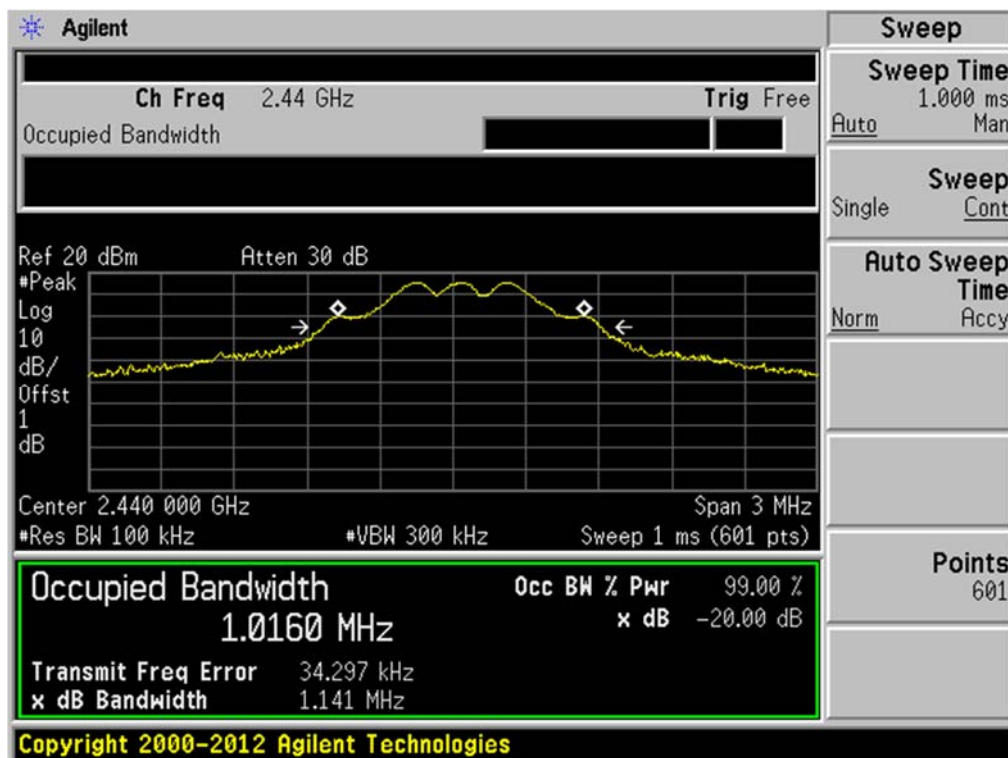 Agilent
Ch Freq 2.44 GHz Trig Free
Occupied Bandwidth
Ref 20 dBm Atten 30 dB
#Peak
Log
10
dB/
Offst
1
dB
Center 2.440 000 GHz Span 3 MHz
#Res BW 100 kHz #VBW 300 kHz Sweep 1 ms (601 pts)
Occupied Bandwidth
1.0160 MHz
Occ BW % Pwr 99.00 %
x dB -20.00 dB
Transmit Freq Error 34.297 kHz
x dB Bandwidth 1.141 MHz
Copyright 2000-2012 Agilent Technologies
Sweep
Sweep Time
1.000 ms
Auto Man
Sweep
Single Cont
Auto Sweep
Time
Norm Accy
Points
601